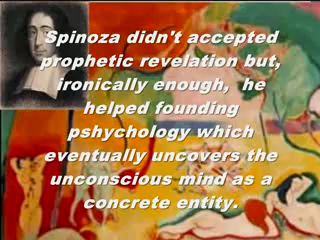 Spinoza didn't accepted
prophetic revelation but,
ironically enough, he
helped founding
pshychology which
eventually uncovers the
unconscious mind as a
concrete entity.